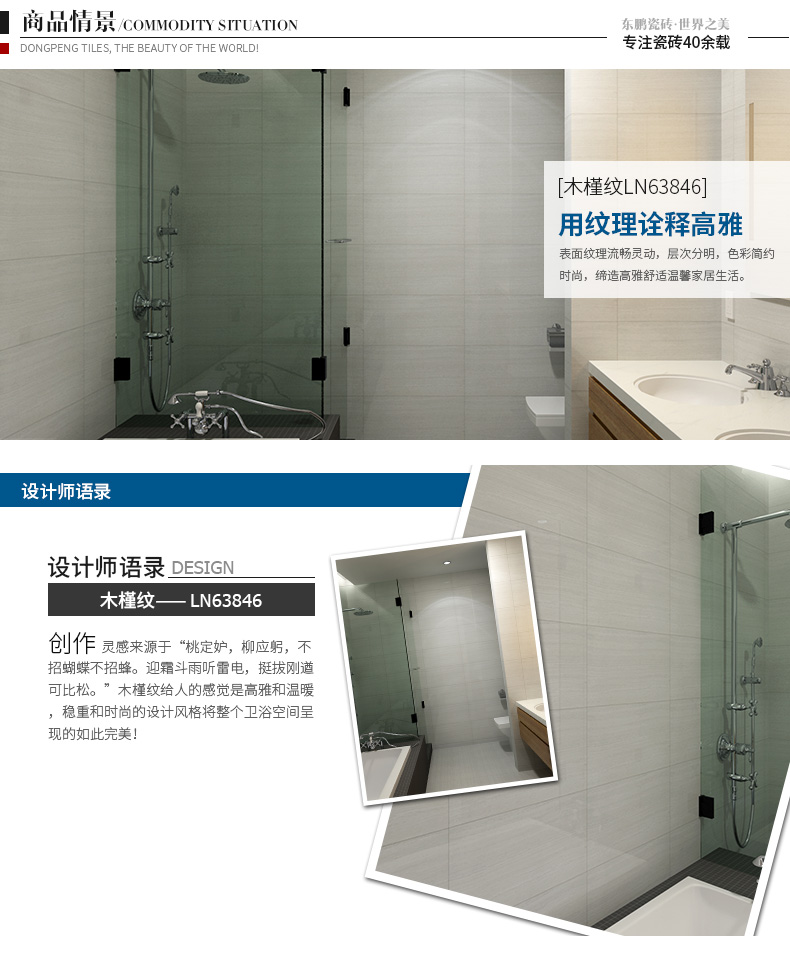 商品情景/COMMODITY SITUATION
DONGPENG TILES, THE BEAUTY OF THE WORLD!
东鹏瓷砖·世界之美
专注瓷砖40余载
[木槿纹LN63846]
用纹理诠释高雅
表面纹理流畅灵动，层次分明，色彩简约
时尚，缔造高雅舒适温馨家居生活。
设计师语录
设计师语录 DESIGN
木槿纹—— LN63846
创作 灵感来源于“桃定妒，柳应躬，不
招蝴蝶不招蜂。迎霜斗雨听雷电，挺拔刚遒
可比松。”木槿纹给人的感觉是高雅和温暖
，稳重和时尚的设计风格将整个卫浴空间呈
现的如此完美！